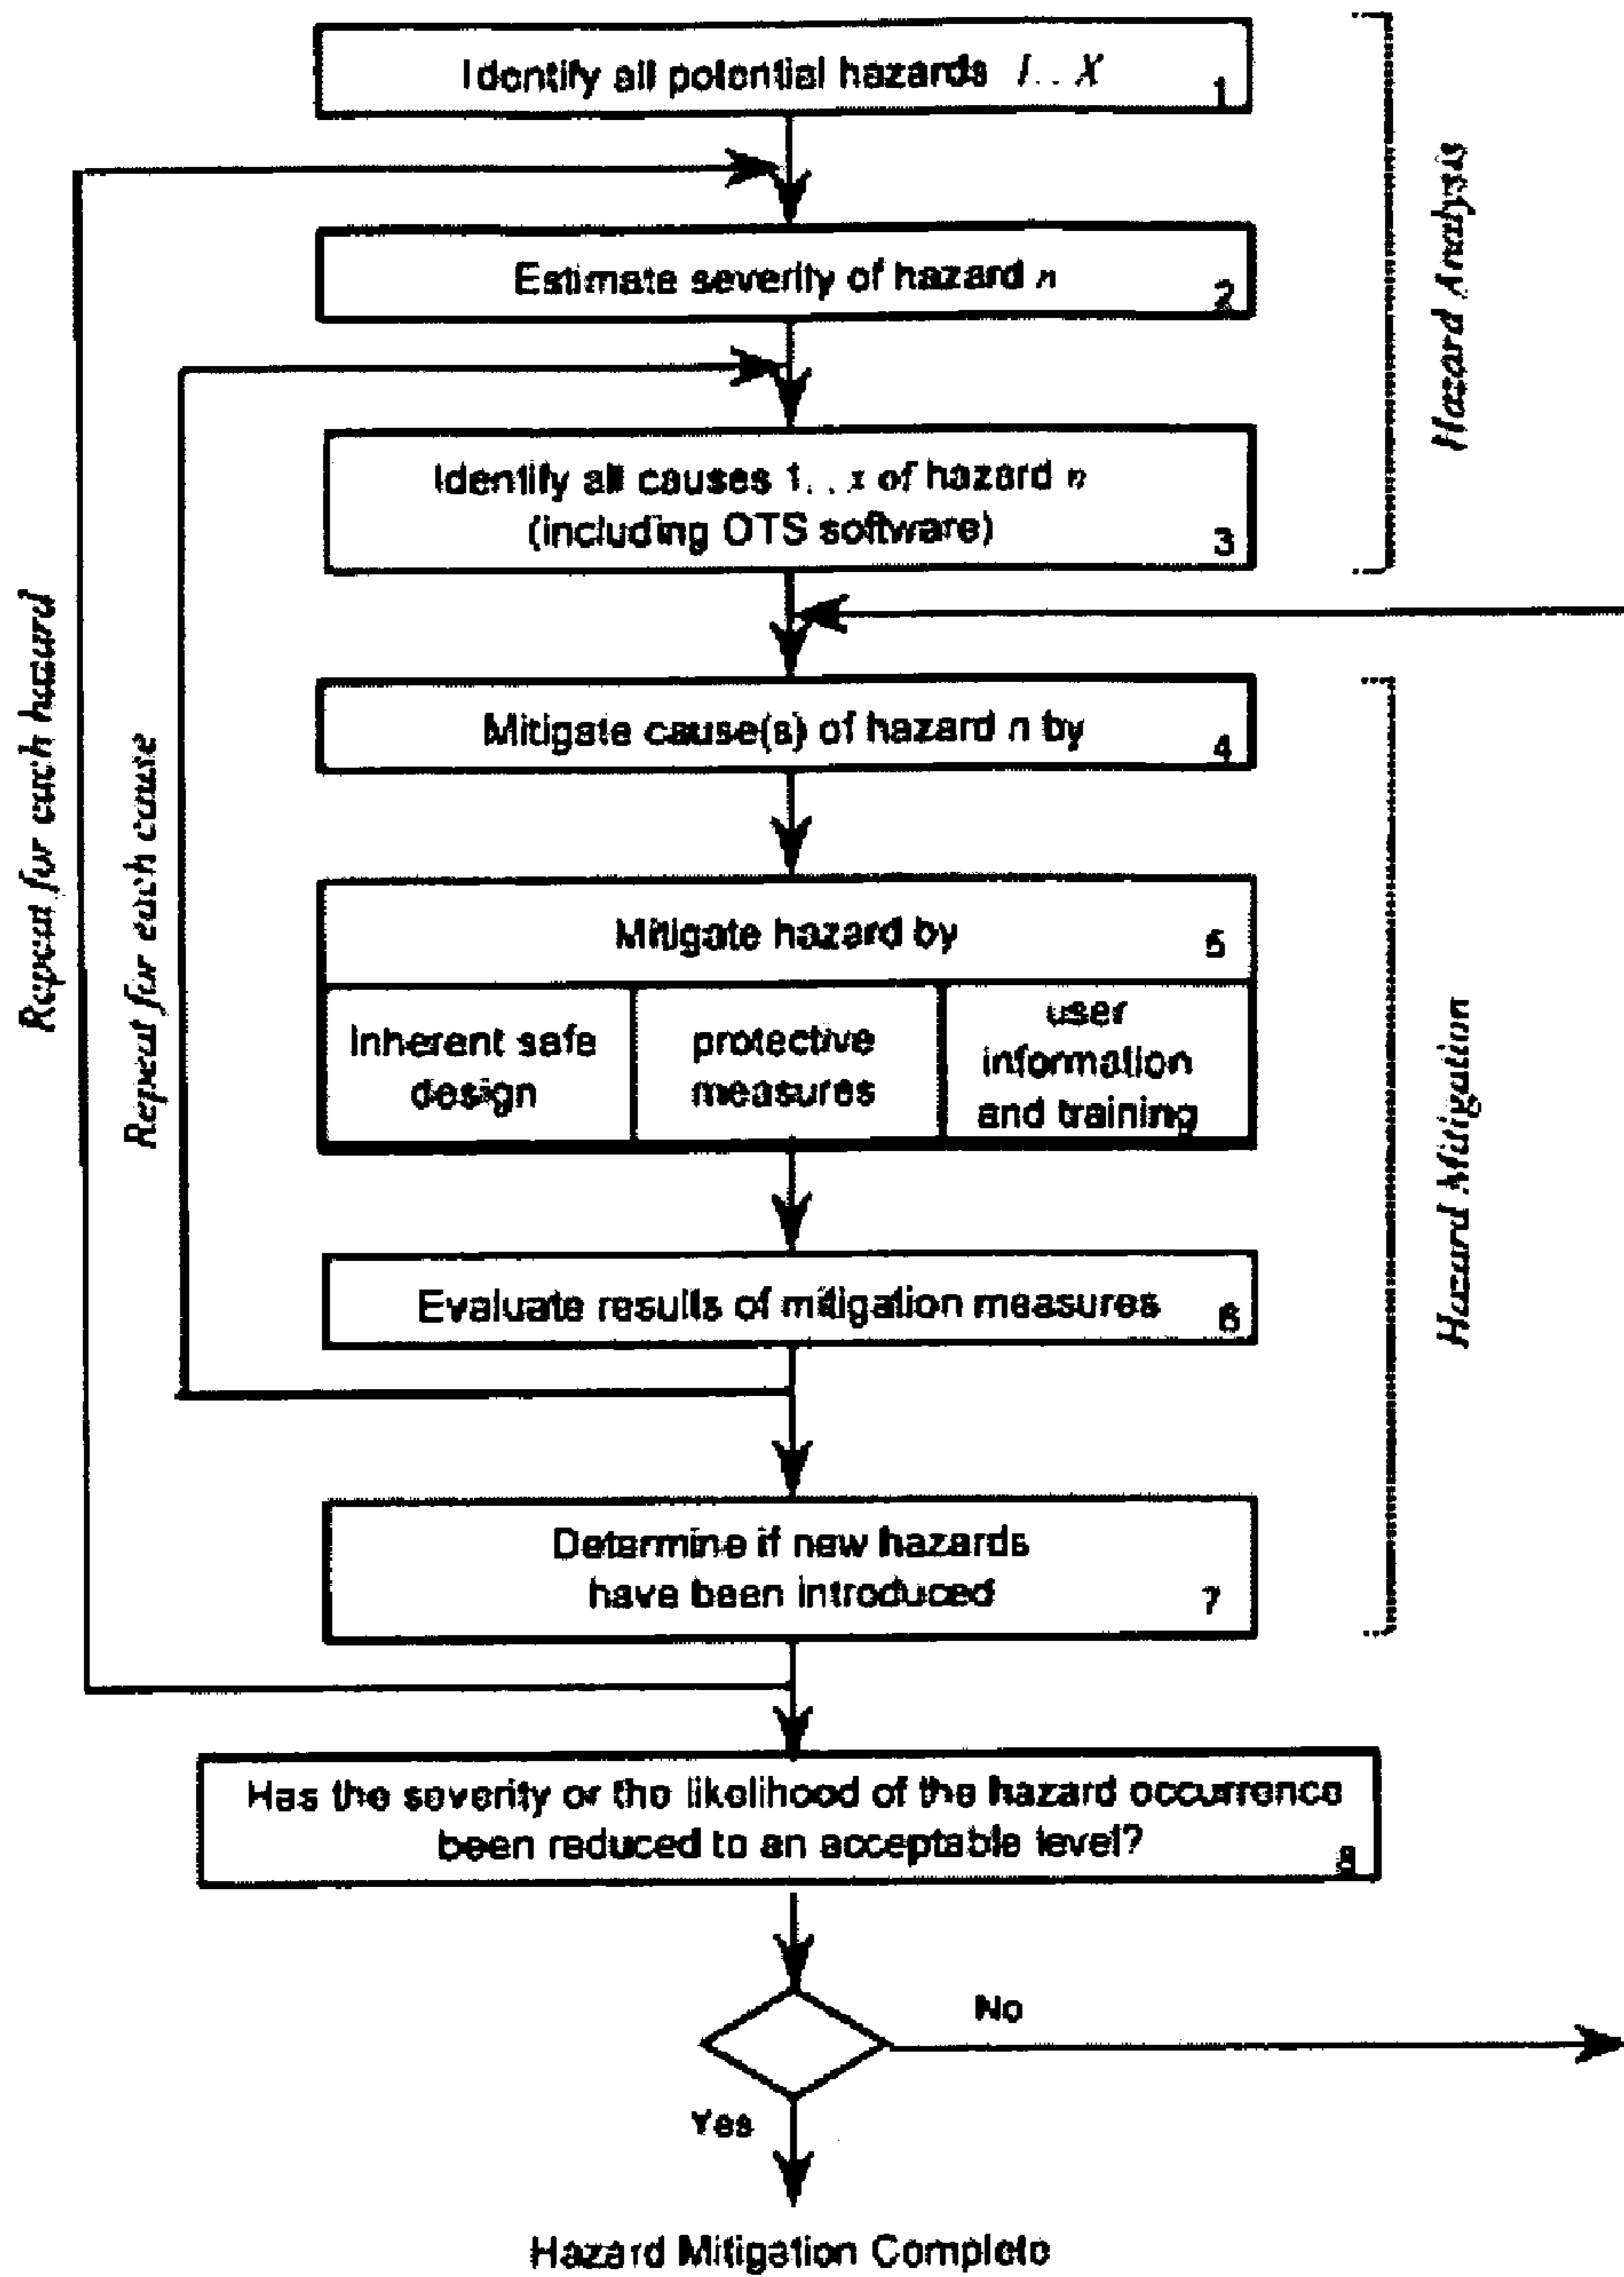 Identify all potential hazards 1.. X
1
Estimate severity of hazard n
2
Identify all causes 1...x of hazard n
(including OTS software)
3
Mitigate cause(s) of hazard n by
4
Mitigate hazard by
5
Inherent safe
design
protective
measures
user
information
and training
Evaluate results of mitigation measures
6
Determine if new hazards
have been introduced
7
Has the severity or the likelihood of the hazard occurrence
been reduced to an acceptable level?
8
No
Yes
Hazard Mitigation Complete
Repeat for each hazard
Repeat for each cause
Hazard Analysis
Hazard Mitigation